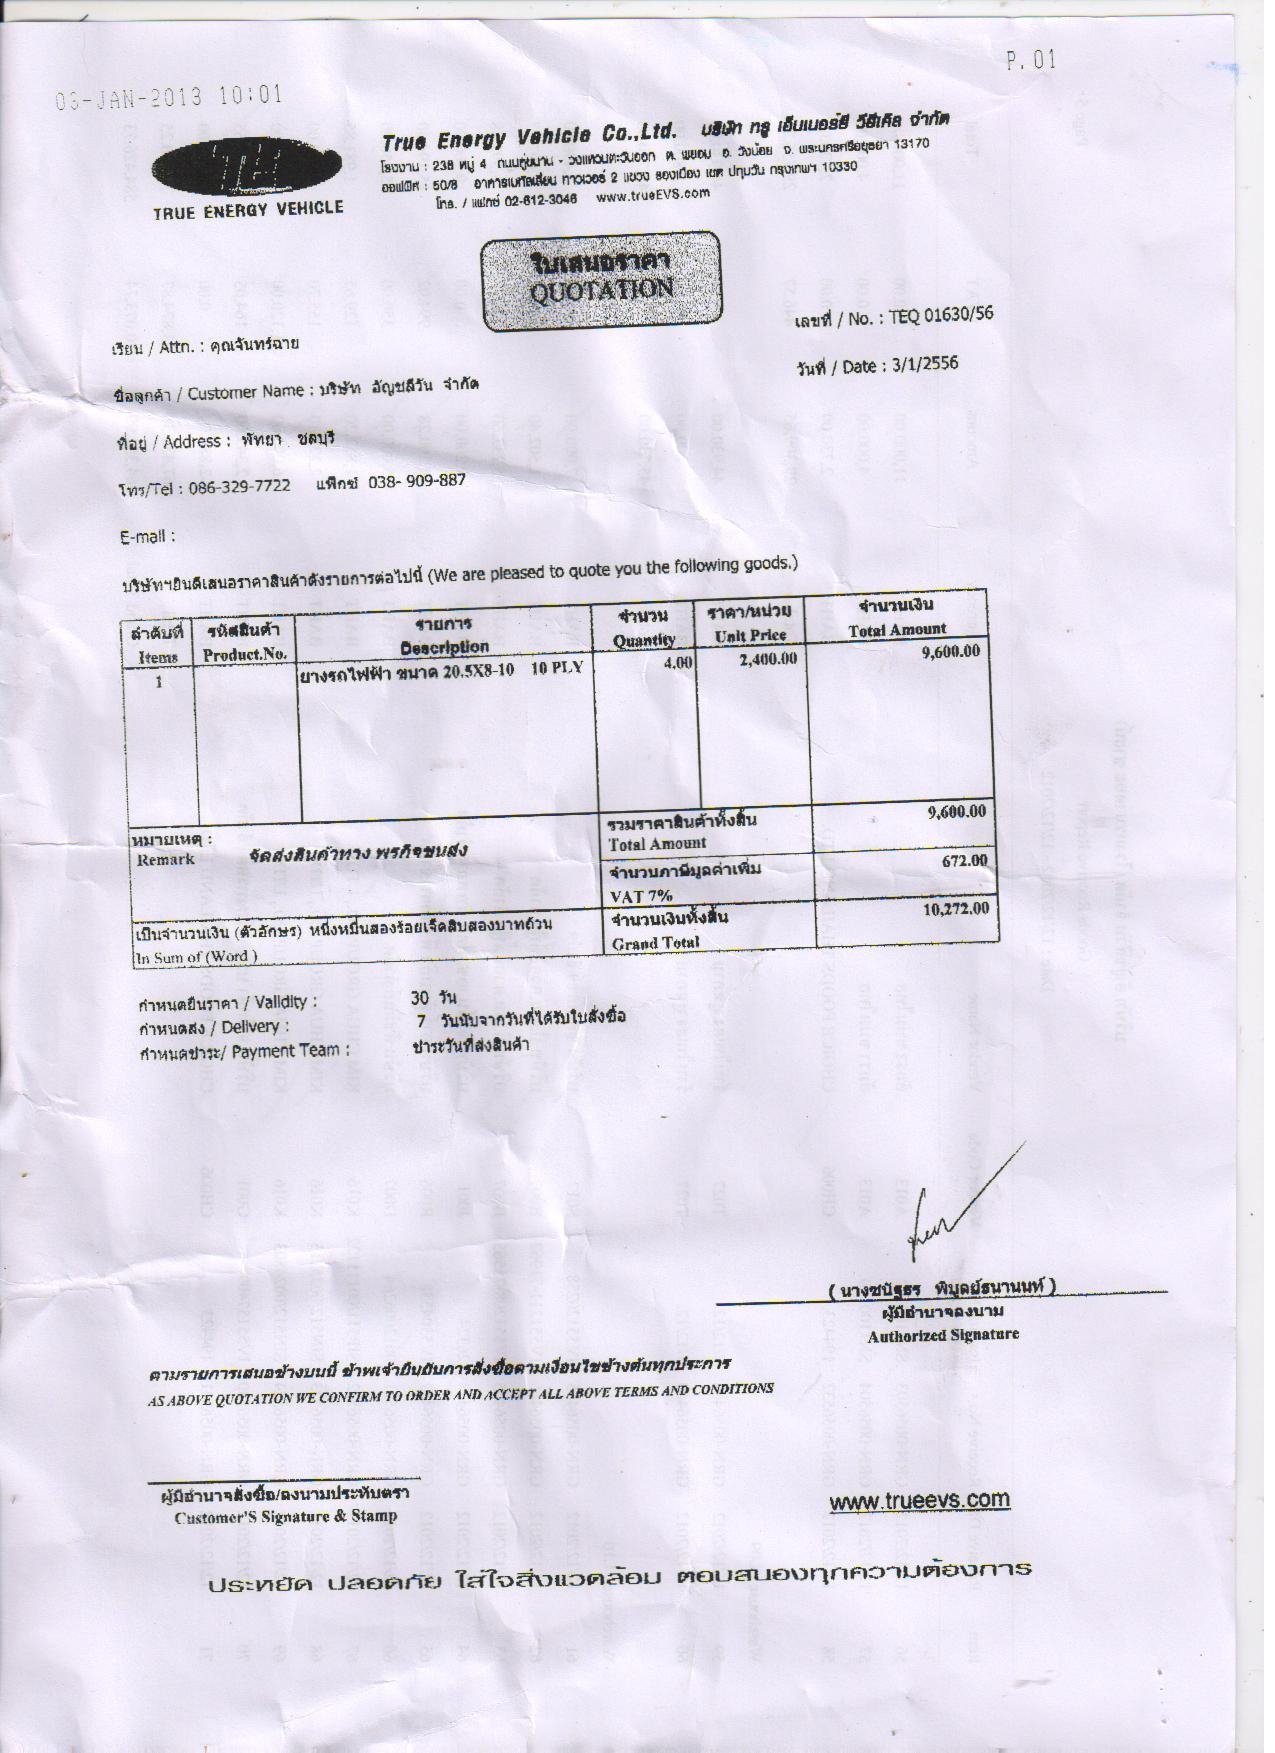 03-JAN-2013 10:01
P.01
True Energy Vehicle Co.,Ltd. บริษัท ทรู เอ็นเนอร์ยี วีฮีเคิล จำกัด
โรงงาน : 238 หมู่ 4 ถนนคู่ขนาน - วงแหวนตะวันออก ต. พยอม อ. วังน้อย จ. พระนครศรีอยุธยา 13170
ออฟฟิศ : 50/8 อาคารเมทัลเลี่ยน ทาวเวอร์ 2 แขวง รองเมือง เขต ปทุมวัน กรุงเทพฯ 10330
โทร. / แฟกซ์ 02-612-3046 www.trueEVS.com
TRUE ENERGY VEHICLE
ใบเสนอราคา
QUOTATION
เลขที่ / No. : TEQ 01630/56
เรียน / Attn. : คุณจันทร์ฉาย
วันที่ / Date : 3/1/2556
ชื่อลูกค้า / Customer Name : บริษัท อัญชลีวัน จำกัด
ที่อยู่ / Address : พัทยา ชลบุรี
โทร/Tel : 086-329-7722 แฟ็กซ์ 038- 909-887
E-mail :
บริษัทฯยินดีเสนอราคาสินค้าดังรายการต่อไปนี้ (We are pleased to quote you the following goods.)
ลำดับที่ รหัสสินค้า รายการ จำนวน ราคา/หน่วย จำนวนเงิน
Items Product.No. Description Quantity Unit Price Total Amount
1 ยางรถไฟฟ้า ขนาด 20.5X8-10 10 PLY 4.00 2,400.00 9,600.00
หมายเหตุ : รวมราคาสินค้าทั้งสิ้น 9,600.00
Remark จัดส่งสินค้าทาง พรกิจขนส่ง Total Amount
จำนวนภาษีมูลค่าเพิ่ม 672.00
VAT 7%
เป็นจำนวนเงิน (ตัวอักษร) หนึ่งหมื่นสองร้อยเจ็ดสิบสองบาทถ้วน จำนวนเงินทั้งสิ้น 10,272.00
In Sum of (Word ) Grand Total
กำหนดยืนราคา / Validity : 30 วัน
กำหนดส่ง / Delivery : 7 วันนับจากวันที่ได้รับใบสั่งซื้อ
กำหนดชำระ/ Payment Team : ชำระวันที่ส่งสินค้า
( นางชนิฐธร พิบูลย์ธนานนท์ )
ผู้มีอำนาจลงนาม
Authorized Signature
ตามรายการเสนอข้างบนนี้ ข้าพเจ้ายืนยันการสั่งซื้อตามเงื่อนไขข้างต้นทุกประการ
AS ABOVE QUOTATION WE CONFIRM TO ORDER AND ACCEPT ALL ABOVE TERMS AND CONDITIONS
ผู้มีอำนาจสั่งซื้อ/ลงนามประทับตรา
Customer'S Signature & Stamp
www.trueevs.com
ประหยัด ปลอดภัย ใส่ใจสิ่งแวดล้อม ตอบสนองทุกความต้องการ